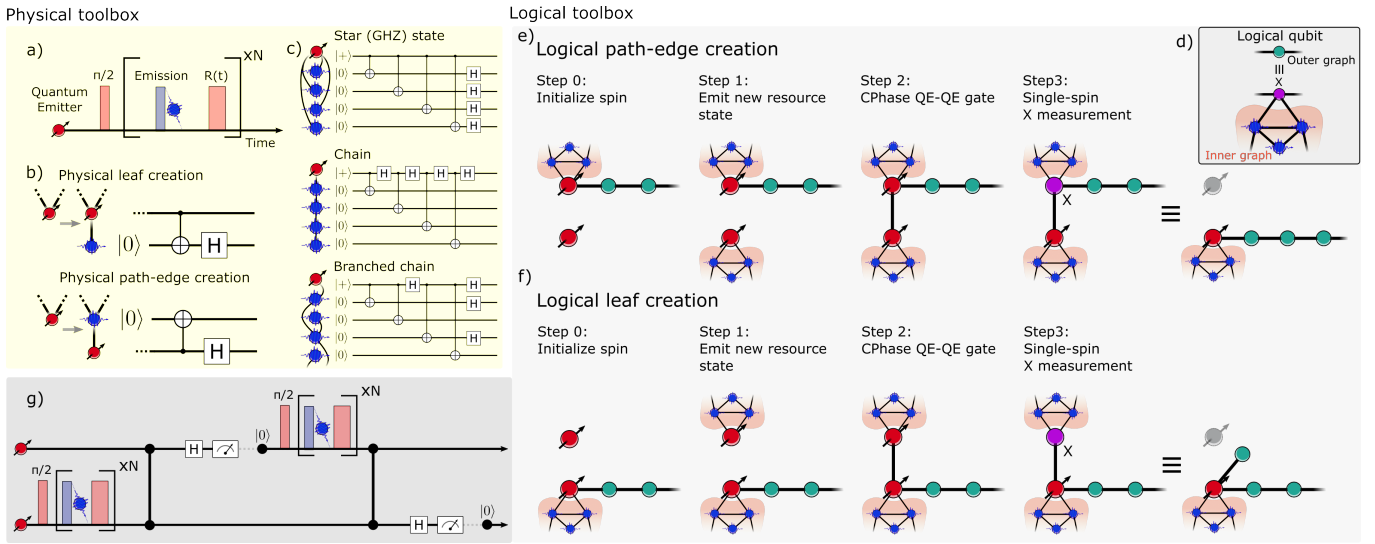 Physical toolbox
a)
π/2
Emission
R(t)
xN
Quantum
Emitter
Time
b)
Physical leaf creation
|0⟩
H
Physical path-edge creation
|0⟩
H
c)
Star (GHZ) state
|+⟩
|0⟩
H
|0⟩
H
|0⟩
H
|0⟩
H
Chain
|+⟩
H
H
H
H
|0⟩
|0⟩
|0⟩
|0⟩
Branched chain
|+⟩
H
H
|0⟩
H
|0⟩
|0⟩
H
|0⟩
g)
π/2
xN
H
|0⟩
π/2
xN
H
|0⟩
Logical toolbox
d)
Logical qubit
Outer graph
≡
X
Inner graph
e)
Logical path-edge creation
Step 0:
Initialize spin
Step 1:
Emit new resource
state
Step 2:
CPhase QE-QE gate
Step3:
Single-spin
X measurement
X
≡
f)
Logical leaf creation
Step 0:
Initialize spin
Step 1:
Emit new resource
state
Step 2:
CPhase QE-QE gate
Step3:
Single-spin
X measurement
X
≡